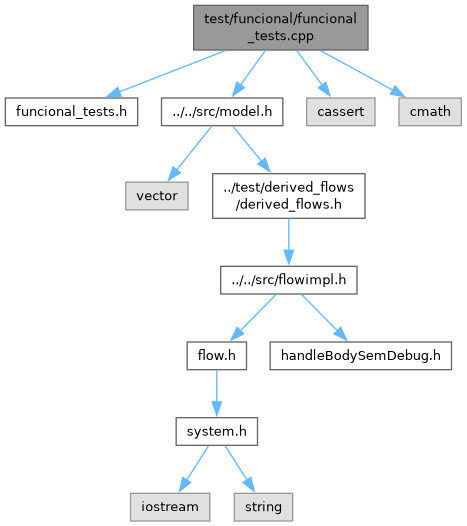 test/funcional/funcional
_tests.cpp
funcional_tests.h
../../src/model.h
cassert
cmath
vector
../test/derived_flows
/derived_flows.h
../../src/flowimpl.h
flow.h
handleBodySemDebug.h
system.h
iostream
string